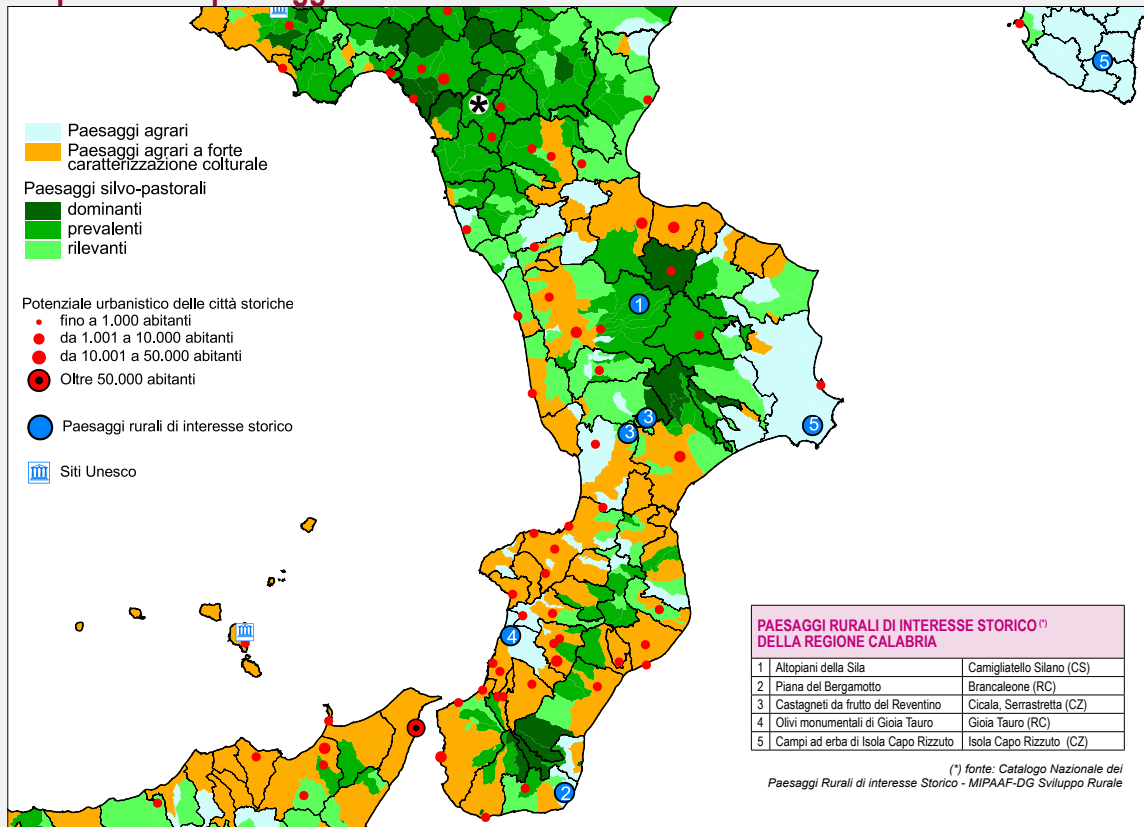 Paesaggi agrari
Paesaggi agrari a forte
caratterizzazione colturale
Paesaggi silvo-pastorali
dominanti
prevalenti
rilevanti
Potenziale urbanistico delle città storiche
fino a 1.000 abitanti
da 1.001 a 10.000 abitanti
da 10.001 a 50.000 abitanti
Oltre 50.000 abitanti
Paesaggi rurali di interesse storico
Siti Unesco
*
5
1
3
3
5
4
2
PAESAGGI RURALI DI INTERESSE STORICO (*)
DELLA REGIONE CALABRIA
1 Altopiani della Sila Camigliatello Silano (CS)
2 Piana del Bergamotto Brancaleone (RC)
3 Castagneti da frutto del Reventino Cicala, Serrastretta (CZ)
4 Olivi monumentali di Gioia Tauro Gioia Tauro (RC)
5 Campi ad erba di Isola Capo Rizzuto Isola Capo Rizzuto (CZ)
(*) fonte: Catalogo Nazionale dei
Paesaggi Rurali di interesse Storico - MIPAAF-DG Sviluppo Rurale